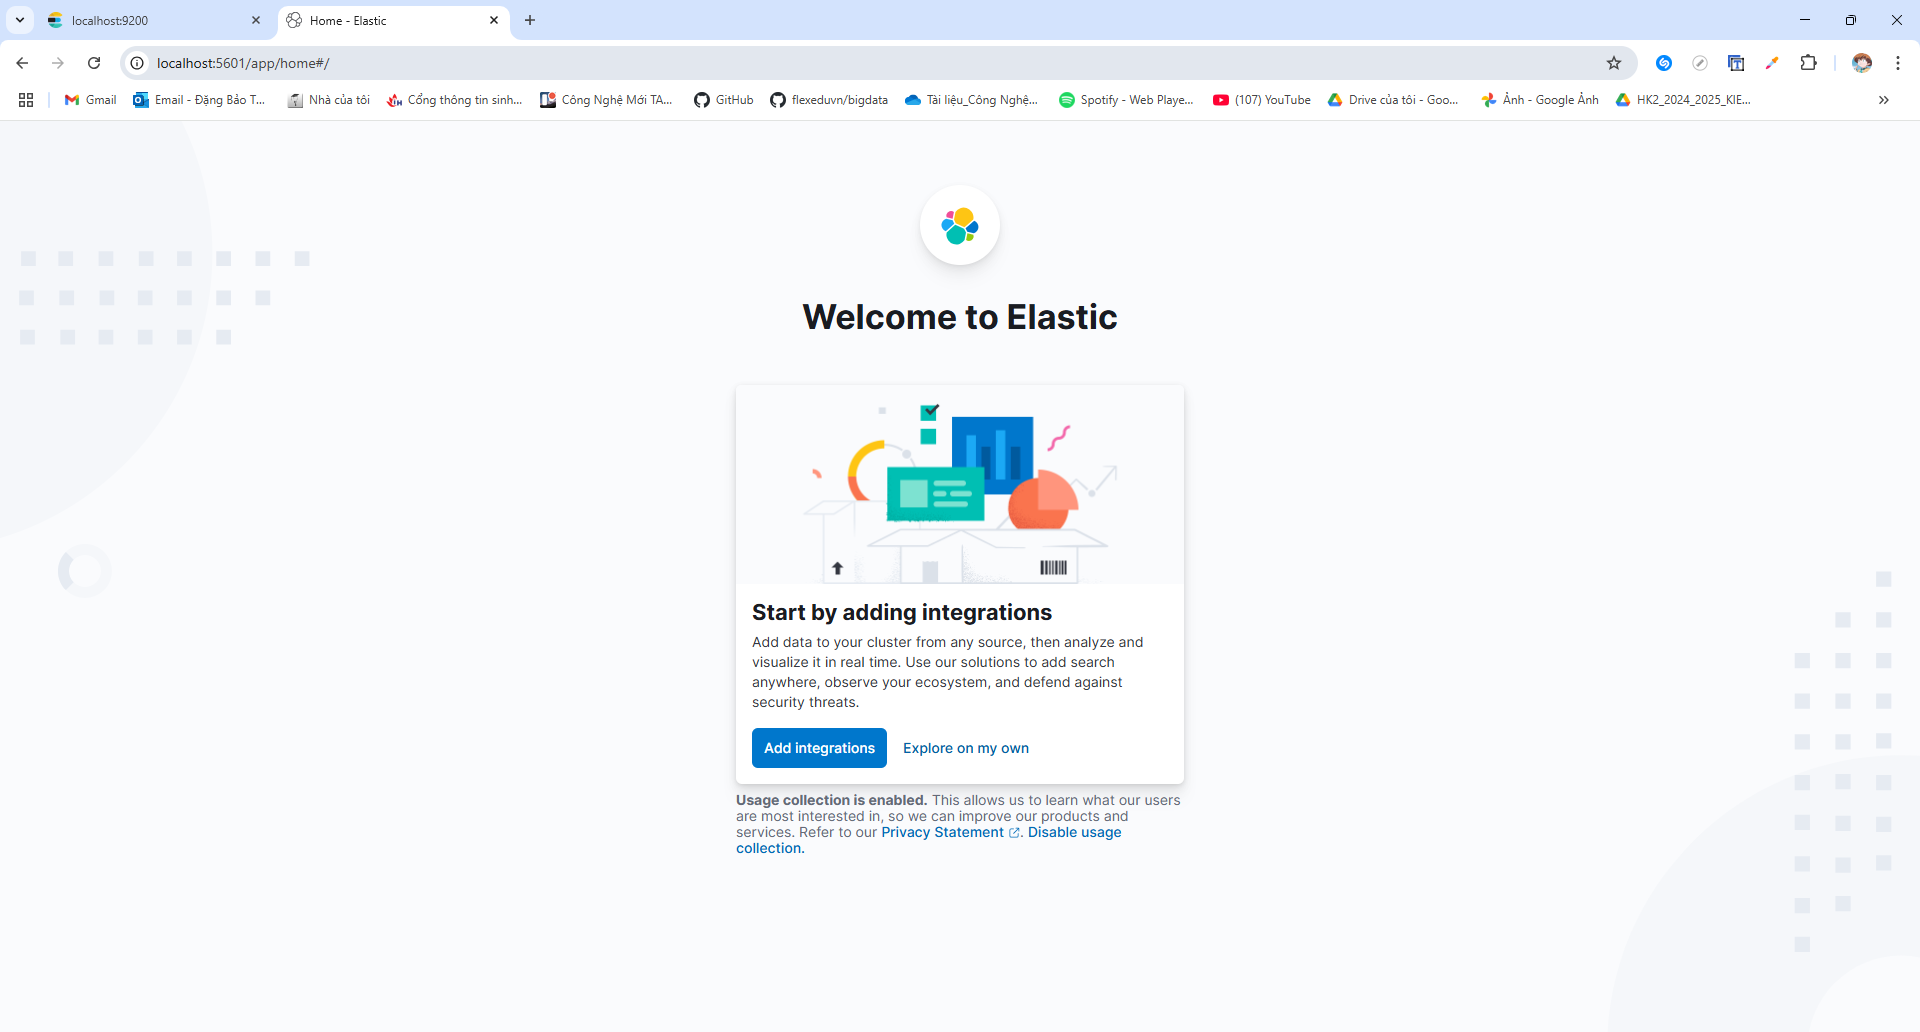 localhost:9200
Home - Elastic
localhost:5601/app/home#/
Gmail
Email - Đặng Bảo T...
Nhà của tôi
Cổng thông tin sinh...
Công Nghệ Mới TA...
GitHub
flexeduvn/bigdata
Tài liệu_Công Nghệ...
Spotify - Web Playe...
(107) YouTube
Drive của tôi - Goo...
Ảnh - Google Ảnh
HK2_2024_2025_KIE...
Welcome to Elastic
Start by adding integrations
Add data to your cluster from any source, then analyze and
visualize it in real time. Use our solutions to add search
anywhere, observe your ecosystem, and defend against
security threats.
Add integrations
Explore on my own
Usage collection is enabled. This allows us to learn what our users
are most interested in, so we can improve our products and
services. Refer to our Privacy Statement. Disable usage
collection.